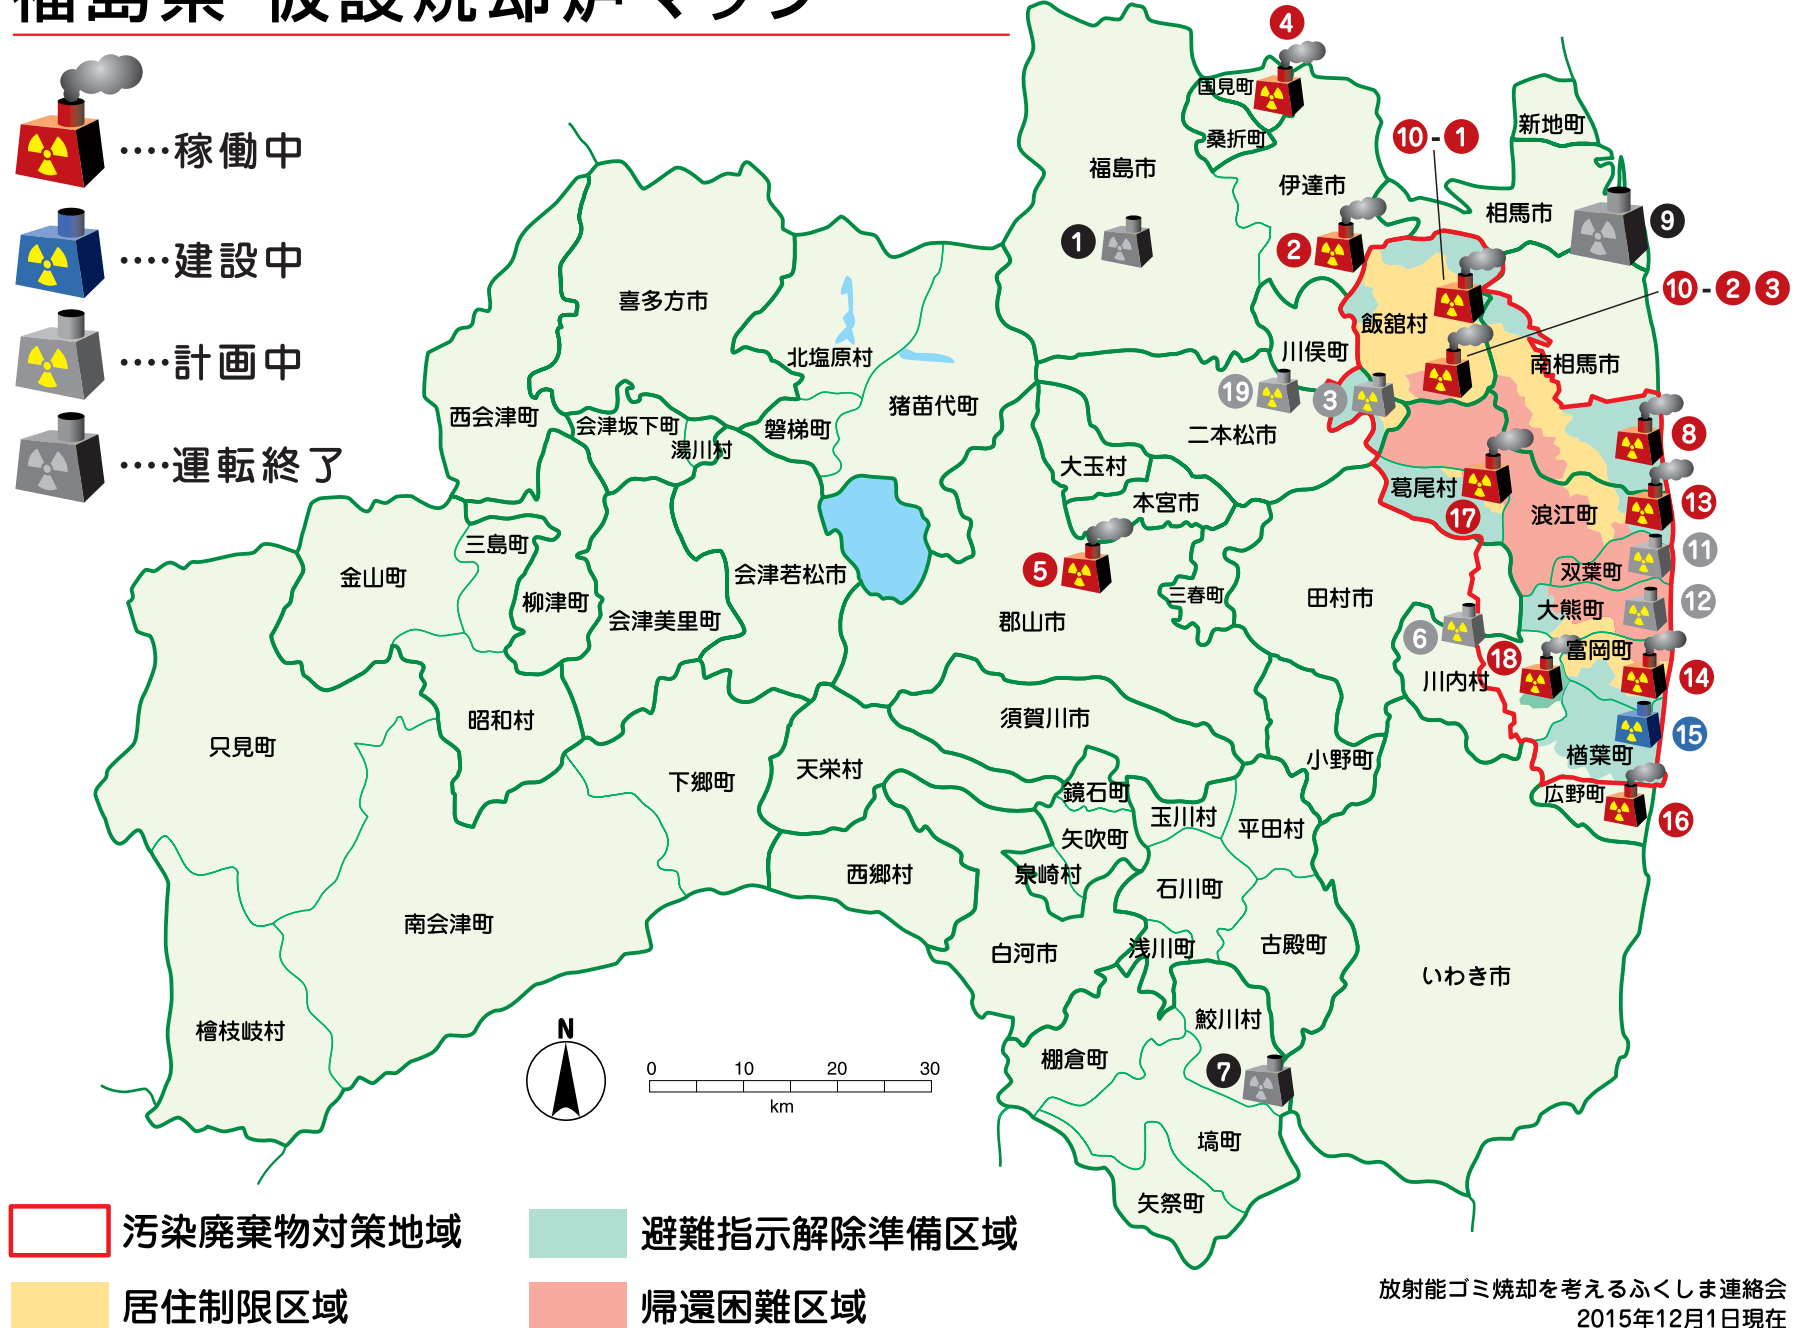 福島県 仮設焼却炉マップ
····稼働中
····建設中
····計画中
····運転終了
4
国見町
桑折町
福島市
伊達市
新地町
相馬市
10-1
9
1
2
10-2 3
飯舘村
南相馬市
川俣町
喜多方市
北塩原村
猪苗代町
19
3
8
西会津町
会津坂下町
湯川村
磐梯町
二本松市
大玉村
本宮市
葛尾村
17
浪江町
13
三島町
金山町
柳津町
会津美里町
会津若松市
5
郡山市
三春町
田村市
双葉町
11
大熊町
12
6
川内村
18
富岡町
14
只見町
昭和村
下郷町
天栄村
須賀川市
小野町
15
楢葉町
広野町
16
鏡石町
玉川村
平田村
矢吹町
泉崎村
西郷村
石川町
南会津町
白河市
浅川町
古殿町
いわき市
檜枝岐村
鮫川村
棚倉町
7
塙町
矢祭町
N
0 10 20 30
km
汚染廃棄物対策地域
避難指示解除準備区域
居住制限区域
帰還困難区域
放射能ゴミ焼却を考えるふくしま連絡会
2015年12月1日現在